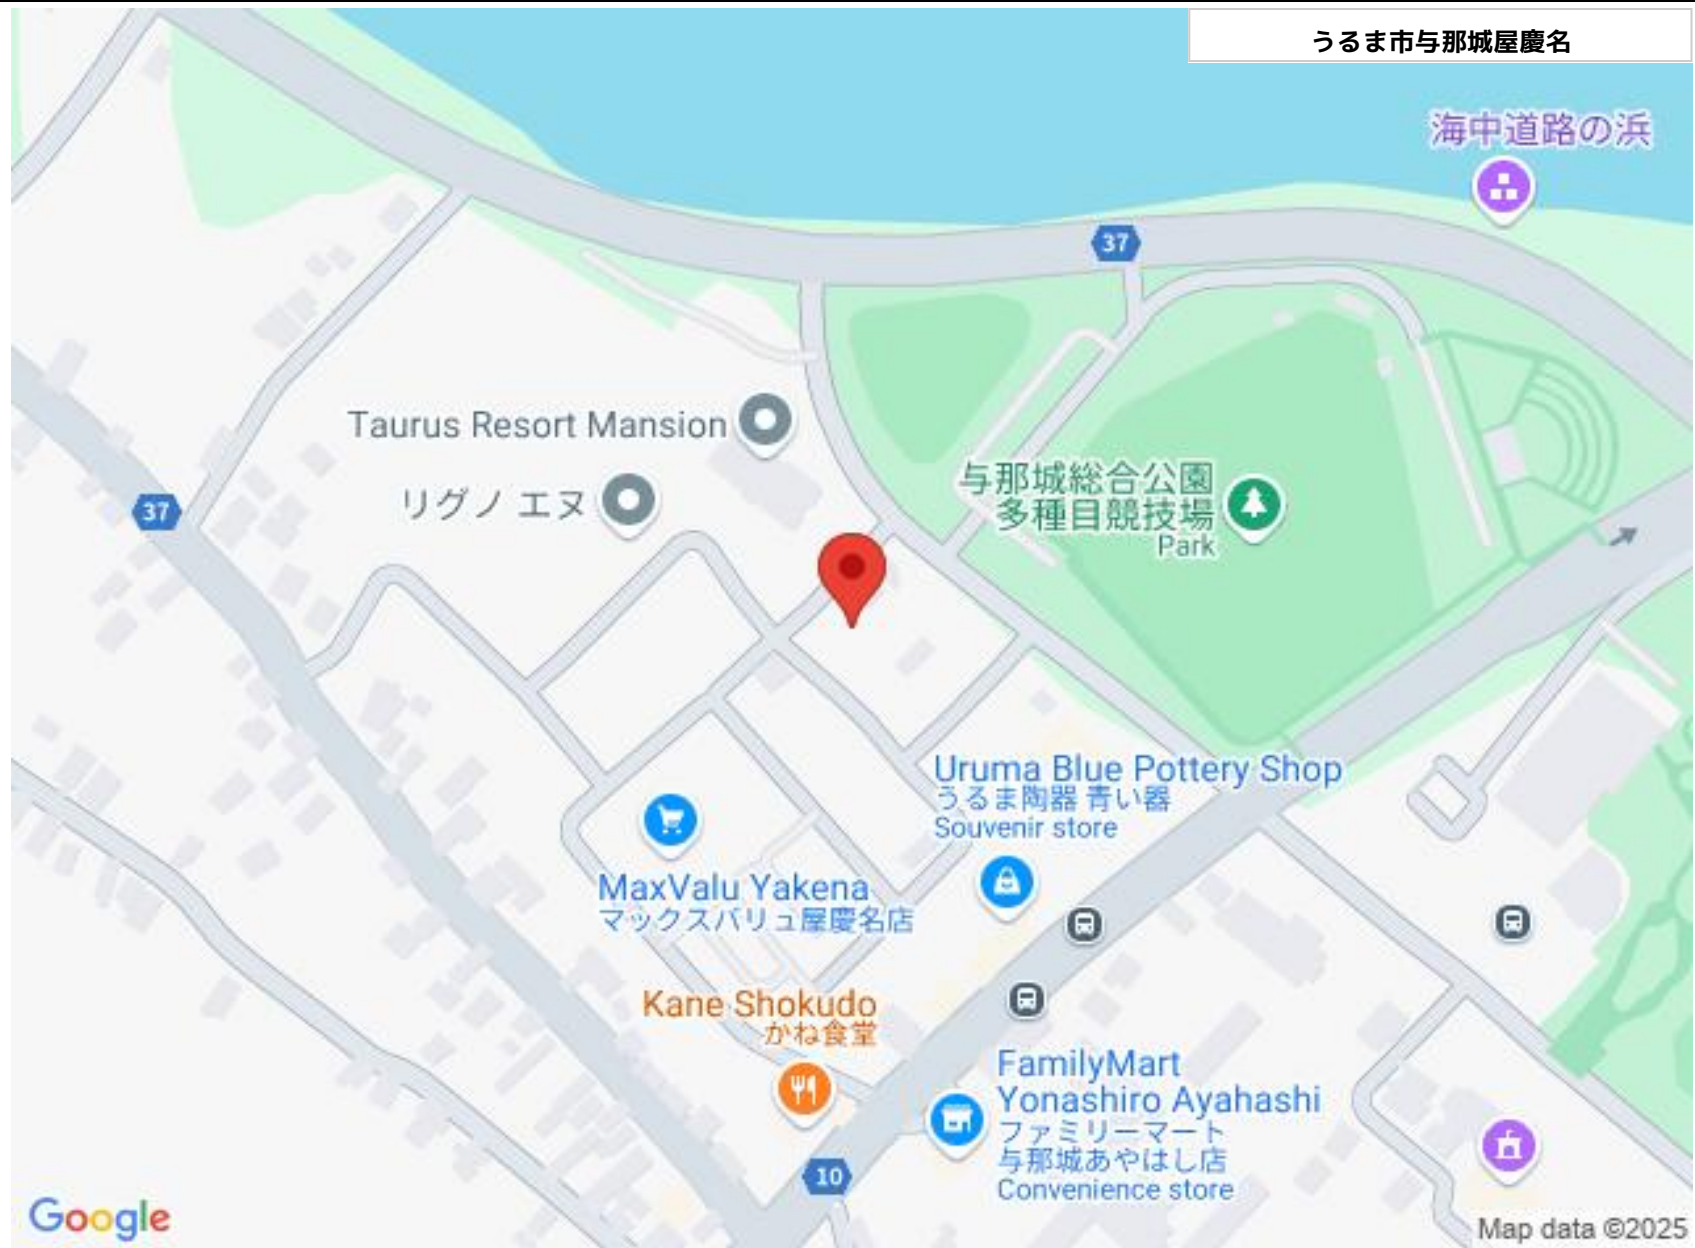 うるま市与那城屋慶名
海中道路の浜
37
Taurus Resort Mansion
リグノ エヌ
与那城総合公園
多種目競技場
Park
37
Uruma Blue Pottery Shop
うるま陶器 青い器
Souvenir store
MaxValu Yakena
マックスバリュ屋慶名店
Kane Shokudo
かね食堂
FamilyMart
Yonashiro Ayahashi
ファミリーマート
与那城あやはし店
Convenience store
10
Google
Map data ©2025